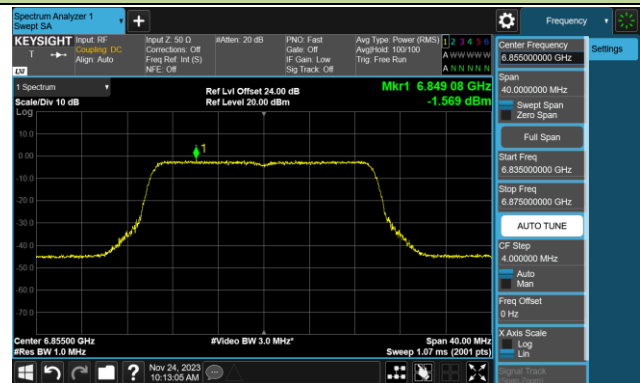 Spectrum Analyzer 1
Swept SA
Frequency
KEYSIGHT
Input: RF
Coupling: DC
Align: Auto
Input Z: 50 Ω
Corrections: Off
Freq Ref: Int (S)
NFE: Off
#Atten: 20 dB
PNO: Fast
Gate: Off
IF Gain: Low
Sig Track: Off
Avg Type: Power (RMS)
Avg|Hold: 100/100
Trig: Free Run
1 2 3 4 5 6
A W W W W W
A N N N N N
T
LXI
1 Spectrum
Scale/Div 10 dB
Log
Ref Lvl Offset 24.00 dB
Ref Level 20.00 dBm
Mkr1 6.849 08 GHz
-1.569 dBm
10.0
0.00
-10.0
-20.0
-30.0
-40.0
-50.0
-60.0
-70.0
1
Center 6.85500 GHz
#Res BW 1.0 MHz
#Video BW 3.0 MHz*
Span 40.00 MHz
Sweep 1.07 ms (2001 pts)
Nov 24, 2023
10:13:05 AM
Center Frequency
6.855000000 GHz
Settings
Span
40.0000000 MHz
Swept Span
Zero Span
Full Span
Start Freq
6.835000000 GHz
Stop Freq
6.875000000 GHz
AUTO TUNE
CF Step
4.000000 MHz
Auto
Man
Freq Offset
0 Hz
X Axis Scale
Log
Lin
Signal Track
(Span Zoom)